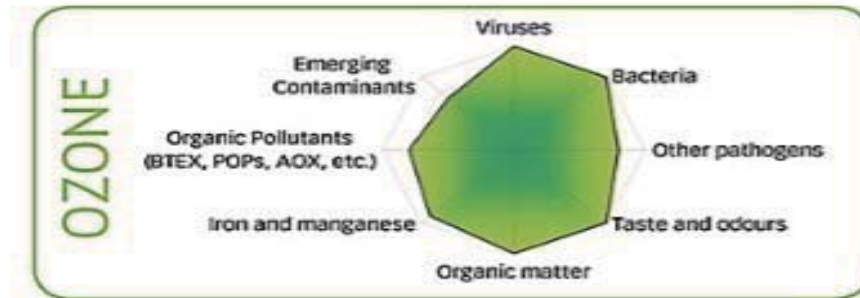 OZONE
Viruses
Emerging
Contaminants
Bacteria
Organic Pollutants
(BTEX, POPs, AOX, etc.)
Other pathogens
Iron and manganese
Taste and odours
Organic matter